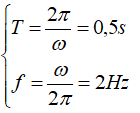 T = 2π/ω = 0,5s
f = ω/2π = 2Hz